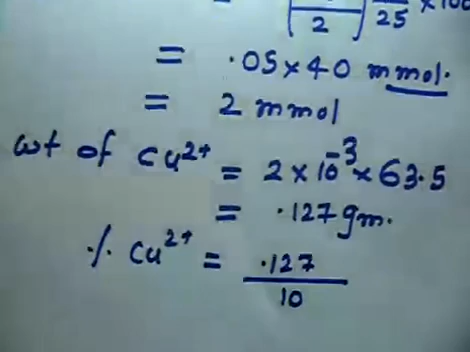 = ( /2 ) /25 × 100
= .05 × 40 mmol.
= 2 mmol
wt of Cu²⁺ = 2 × 10⁻³ × 63.5
= .127 gm.
% Cu²⁺ = .127 / 10